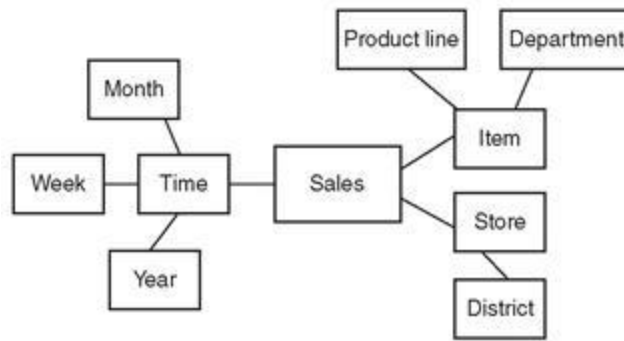 Product line
Department
Month
Item
Week
Time
Sales
Store
Year
District